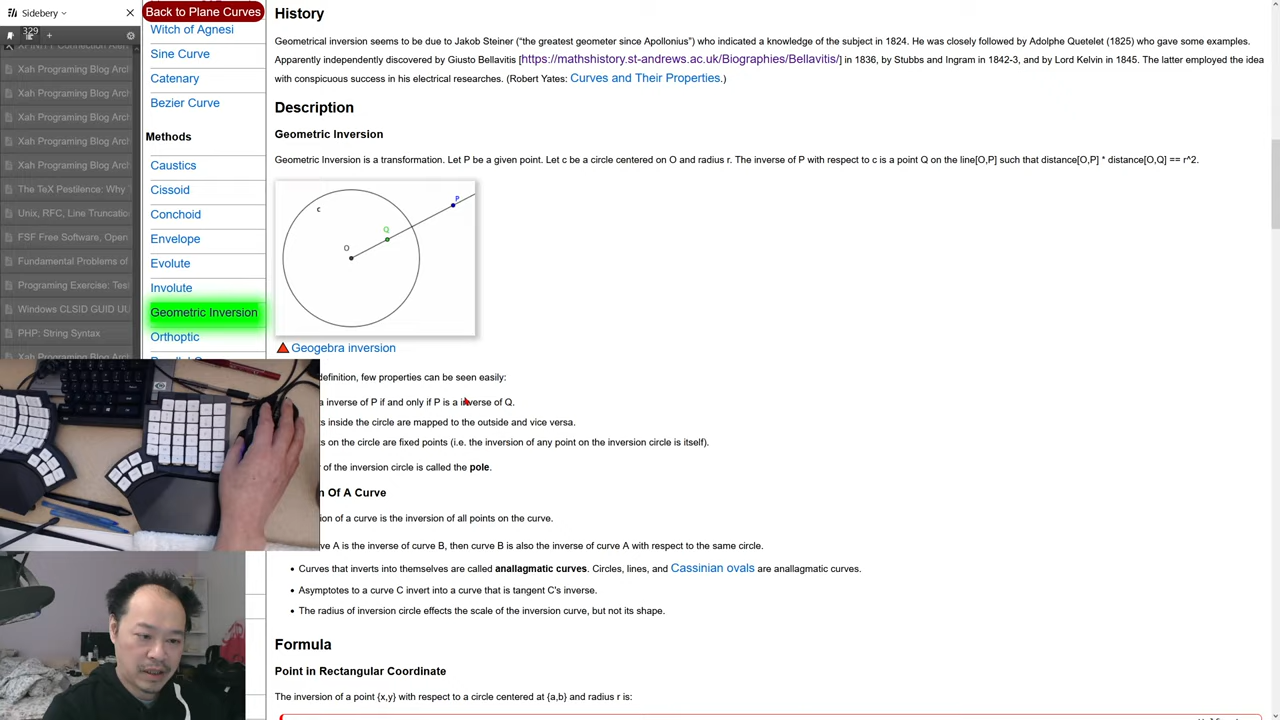 Sidebery
329
Back to Plane Curves
XFINITY Connection Alert
Xah Programing Blog Arch
Xah Programing Blog Arch
Xah Programing Blog Arch
Xah Programing Blog Arch
Xah Programing Blog Arch
The TeX Pestilence: Why
Unix, RFC, Line Truncatio
FSF Free Software, Open
Fundamental Problems of
Programing Exercise: Tes
Windows CLSID GUID UU
PHP: String Syntax
Xah Programing Blog Arch
Witch of Agnesi
Sine Curve
Catenary
Bezier Curve
Methods
Caustics
Cissoid
Conchoid
Envelope
Evolute
Involute
Geometric Inversion
Orthoptic
History
Geometrical inversion seems to be due to Jakob Steiner (“the greatest geometer since Apollonius”) who indicated a knowledge of the subject in 1824. He was closely followed by Adolphe Quetelet (1825) who gave some examples.
Apparently independently discovered by Giusto Bellavitis [https://mathshistory.st-andrews.ac.uk/Biographies/Bellavitis/] in 1836, by Stubbs and Ingram in 1842-3, and by Lord Kelvin in 1845. The latter employed the idea
with conspicuous success in his electrical researches. (Robert Yates: Curves and Their Properties.)
Description
Geometric Inversion
Geometric Inversion is a transformation. Let P be a given point. Let c be a circle centered on O and radius r. The inverse of P with respect to c is a point Q on the line[O,P] such that distance[O,P] * distance[O,Q] == r^2.
c
P
Q
O
Geogebra inversion
definition, few properties can be seen easily:
a inverse of P if and only if P is a inverse of Q.
s inside the circle are mapped to the outside and vice versa.
s on the circle are fixed points (i.e. the inversion of any point on the inversion circle is itself).
r of the inversion circle is called the pole.
n Of A Curve
ion of a curve is the inversion of all points on the curve.
ve A is the inverse of curve B, then curve B is also the inverse of curve A with respect to the same circle.
• Curves that inverts into themselves are called anallagmatic curves. Circles, lines, and Cassinian ovals are anallagmatic curves.
• Asymptotes to a curve C invert into a curve that is tangent C's inverse.
• The radius of inversion circle effects the scale of the inversion curve, but not its shape.
Formula
Point in Rectangular Coordinate
The inversion of a point {x,y} with respect to a circle centered at {a,b} and radius r is: